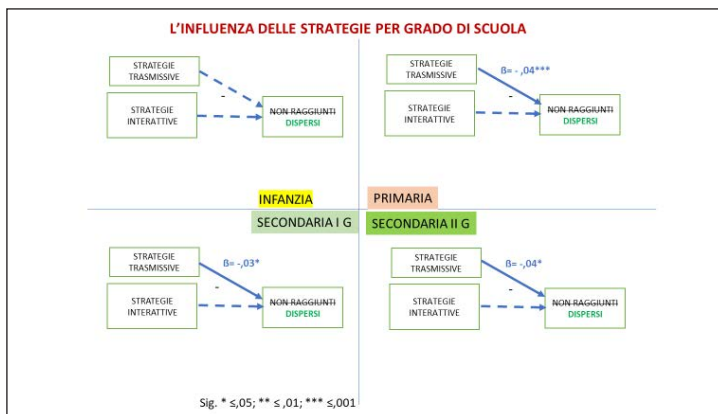 L'INFLUENZA DELLE STRATEGIE PER GRADO DI SCUOLA
STRATEGIE
TRASMISSIVE
-
STRATEGIE
INTERATTIVE
NON RAGGIUNTI
DISPERSI
INFANZIA
STRATEGIE
TRASMISSIVE
ß= - ,04***
-
STRATEGIE
INTERATTIVE
NON RAGGIUNTI
DISPERSI
PRIMARIA
SECONDARIA I G
STRATEGIE
TRASMISSIVE
ß= -,03*
-
STRATEGIE
INTERATTIVE
NON RAGGIUNTI
DISPERSI
SECONDARIA II G
STRATEGIE
TRASMISSIVE
ß= -,04*
-
STRATEGIE
INTERATTIVE
NON RAGGIUNTI
DISPERSI
Sig. * ≤,05; ** ≤ ,01; *** ≤,001